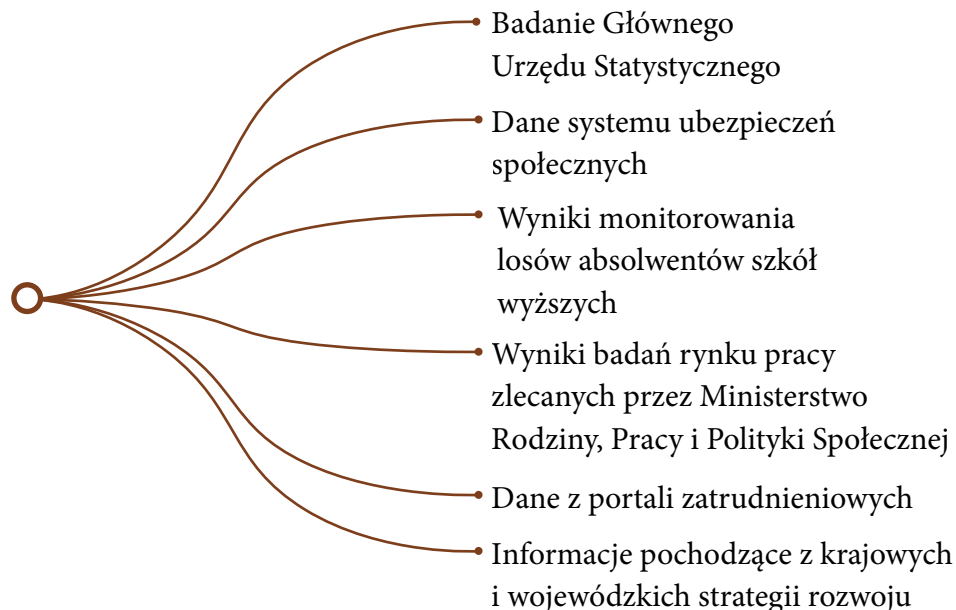 Badanie Głównego
Urzędu Statystycznego
Dane systemu ubezpieczeń
społecznych
Wyniki monitorowania
losów absolwentów szkół
wyższych
Wyniki badań rynku pracy
zlecanych przez Ministerstwo
Rodziny, Pracy i Polityki Społecznej
Dane z portali zatrudnieniowych
Informacje pochodzące z krajowych
i wojewódzkich strategii rozwoju